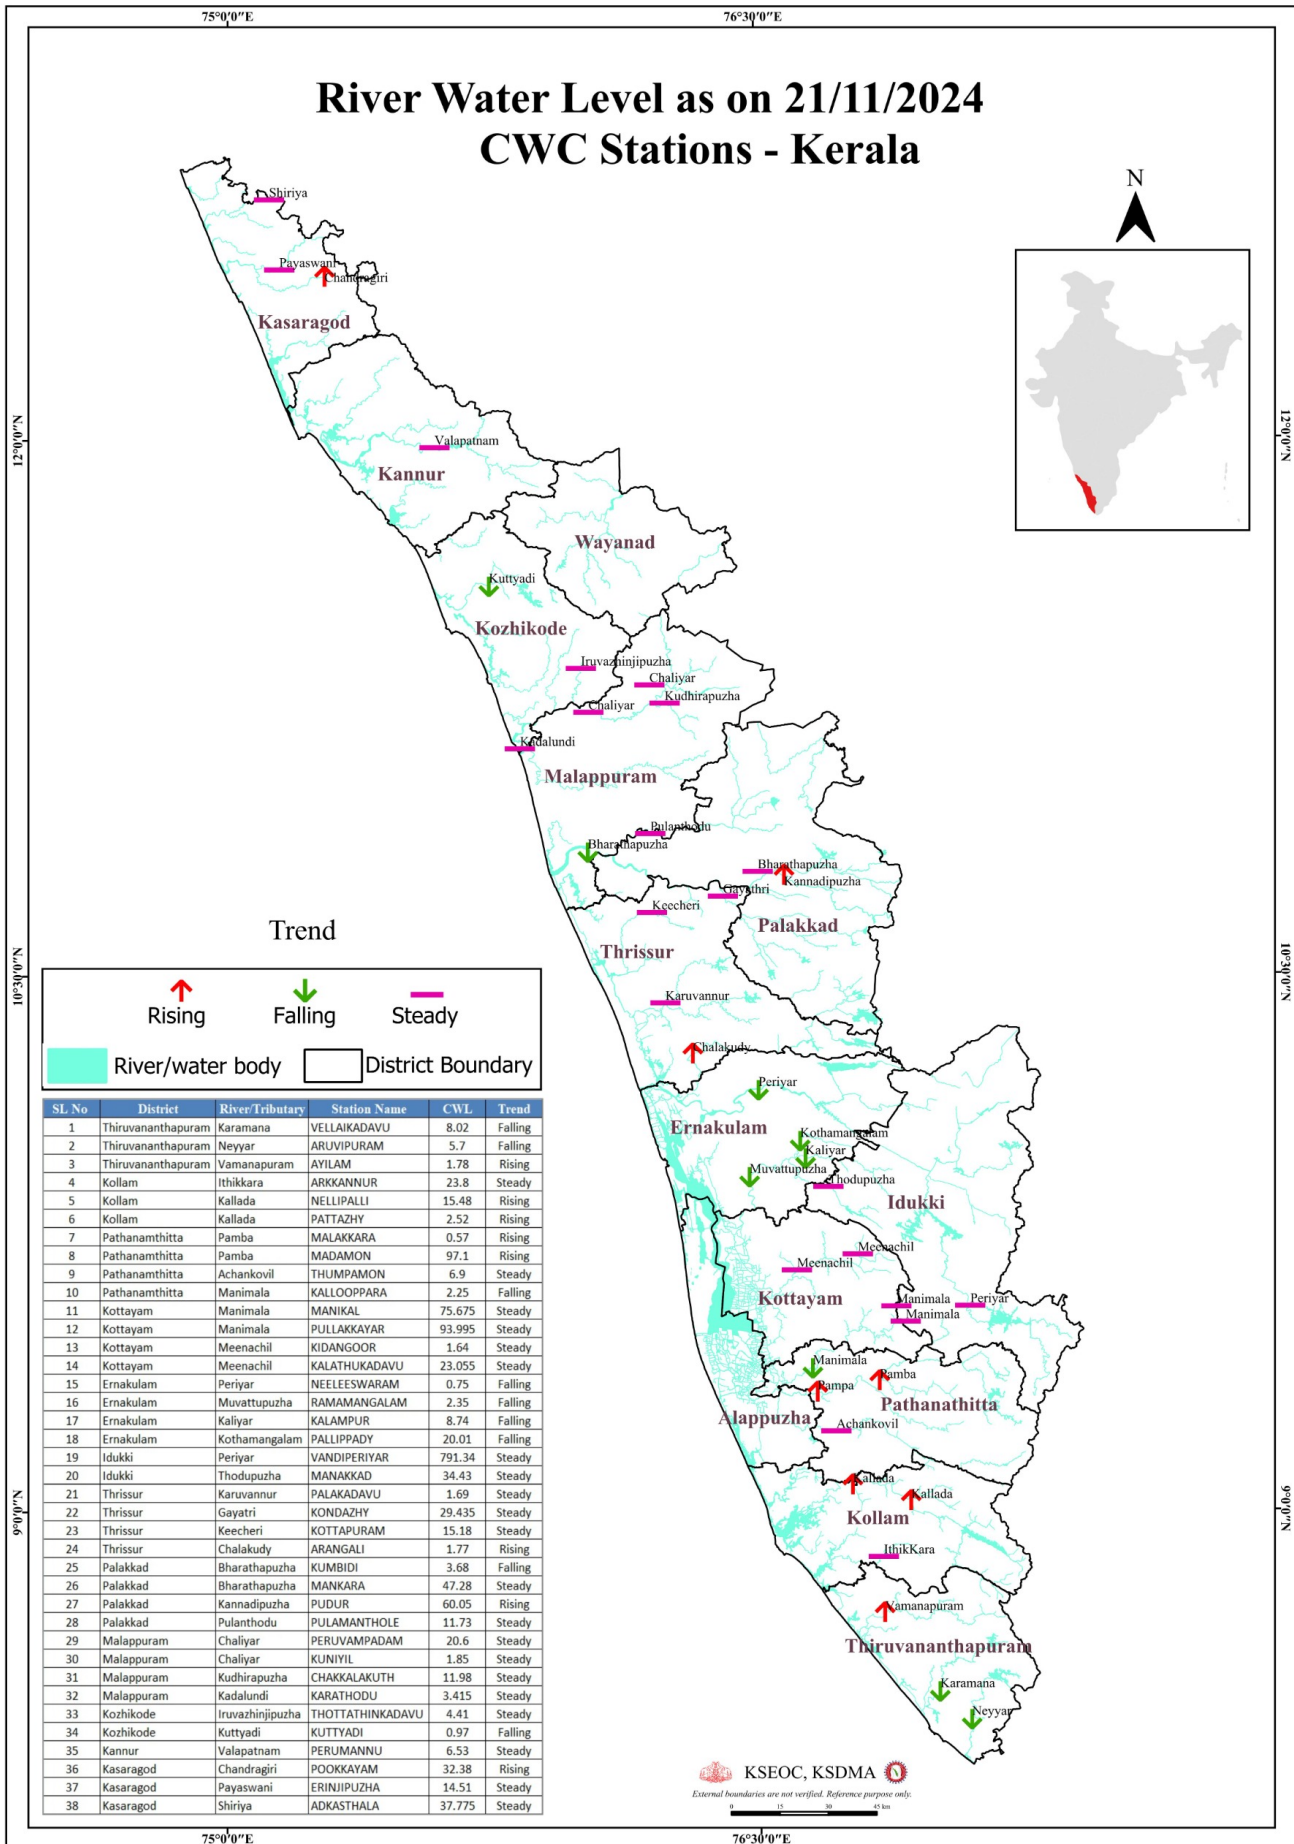 75°0'0"E 76°30'0"E
River Water Level as on 21/11/2024
CWC Stations - Kerala
N
Shiriya
Payaswani
Chandragiri
Kasaragod
12°0'0"N 12°0'0"N
Valapatnam
Kannur
Wayanad
Kuttyadi
Kozhikode
Iruvazhinjipuzha
Chaliyar
Kudhirapuzha
Chaliyar
Kadalundi
Malappuram
Pulanthodu
Bharathapuzha
Bharathapuzha
Kannadipuzha
Gayathri
Keecheri
Palakkad
Thrissur
10°30'0"N 10°30'0"N
Karuvannur
Chalakudy
Periyar
Ernakulam
Kothamangalam
Kaliyar
Muvattupuzha
Thodupuzha
Idukki
Meenachil
Meenachil
Kottayam
Manimala
Periyar
Manimala
Manimala
Pamba
Pampa
Pathanathitta
Alappuzha
Achankovil
Kallada
Kallada
9°0'0"N 9°0'0"N
Kollam
IthikKara
Vamanapuram
Thiruvananthapuram
Karamana
Neyyar
Trend
Rising Falling Steady
River/water body District Boundary
SL No District River/Tributary Station Name CWL Trend
1 Thiruvananthapuram Karamana VELLAIKADAVU 8.02 Falling
2 Thiruvananthapuram Neyyar ARUVIPURAM 5.7 Falling
3 Thiruvananthapuram Vamanapuram AYILAM 1.78 Rising
4 Kollam Ithikkara ARKKANNUR 23.8 Steady
5 Kollam Kallada NELLIPALLI 15.48 Rising
6 Kollam Kallada PATTAZHY 2.52 Rising
7 Pathanamthitta Pamba MALAKKARA 0.57 Rising
8 Pathanamthitta Pamba MADAMON 97.1 Rising
9 Pathanamthitta Achankovil THUMPAMON 6.9 Steady
10 Pathanamthitta Manimala KALLOOPPARA 2.25 Falling
11 Kottayam Manimala MANIKAL 75.675 Steady
12 Kottayam Manimala PULLAKKAYAR 93.995 Steady
13 Kottayam Meenachil KIDANGOOR 1.64 Steady
14 Kottayam Meenachil KALATHUKADAVU 23.055 Steady
15 Ernakulam Periyar NEELEESWARAM 0.75 Falling
16 Ernakulam Muvattupuzha RAMAMANGALAM 2.35 Falling
17 Ernakulam Kaliyar KALAMPUR 8.74 Falling
18 Ernakulam Kothamangalam PALLIPPADY 20.01 Falling
19 Idukki Periyar VANDIPERIYAR 791.34 Steady
20 Idukki Thodupuzha MANAKKAD 34.43 Steady
21 Thrissur Karuvannur PALAKADAVU 1.69 Steady
22 Thrissur Gayatri KONDAZHY 29.435 Steady
23 Thrissur Keecheri KOTTAPURAM 15.18 Steady
24 Thrissur Chalakudy ARANGALI 1.77 Rising
25 Palakkad Bharathapuzha KUMBIDI 3.68 Falling
26 Palakkad Bharathapuzha MANKARA 47.28 Steady
27 Palakkad Kannadipuzha PUDUR 60.05 Rising
28 Palakkad Pulanthodu PULAMANTHOLE 11.73 Steady
29 Malappuram Chaliyar PERUVAMPADAM 20.6 Steady
30 Malappuram Chaliyar KUNIYIL 1.85 Steady
31 Malappuram Kudhirapuzha CHAKKALAKUTH 11.98 Steady
32 Malappuram Kadalundi KARATHODU 3.415 Steady
33 Kozhikode Iruvazhinjipuzha THOTTATHINKADAVU 4.41 Steady
34 Kozhikode Kuttyadi KUTTYADI 0.97 Falling
35 Kannur Valapatnam PERUMANNU 6.53 Steady
36 Kasaragod Chandragiri POOKKAYAM 32.38 Rising
37 Kasaragod Payaswani ERINJIPUZHA 14.51 Steady
38 Kasaragod Shiriya ADKASTHALA 37.775 Steady
KSEOC, KSDMA
External boundaries are not verified. Reference purpose only.
0 15 30 45 km
75°0'0"E 76°30'0"E